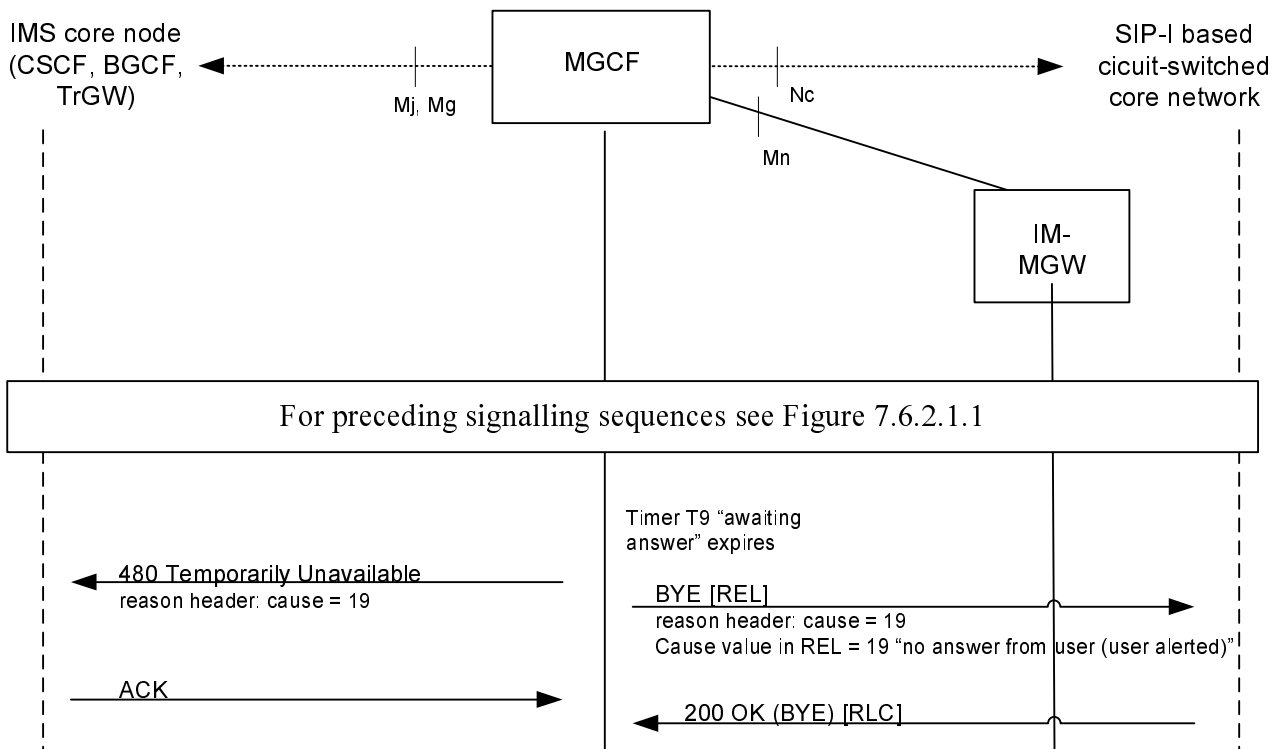 IMS core node
(CSCF, BGCF,
TrGW)
MGCF
SIP-I based
cicuit-switched
core network
Mj, Mg
Nc
Mn
IM-
MGW
For preceding signalling sequences see Figure 7.6.2.1.1
Timer T9 “awaiting
answer” expires
480 Temporarily Unavailable
reason header: cause = 19
BYE [REL]
reason header: cause = 19
Cause value in REL = 19 “no answer from user (user alerted)”
ACK
200 OK (BYE) [RLC]